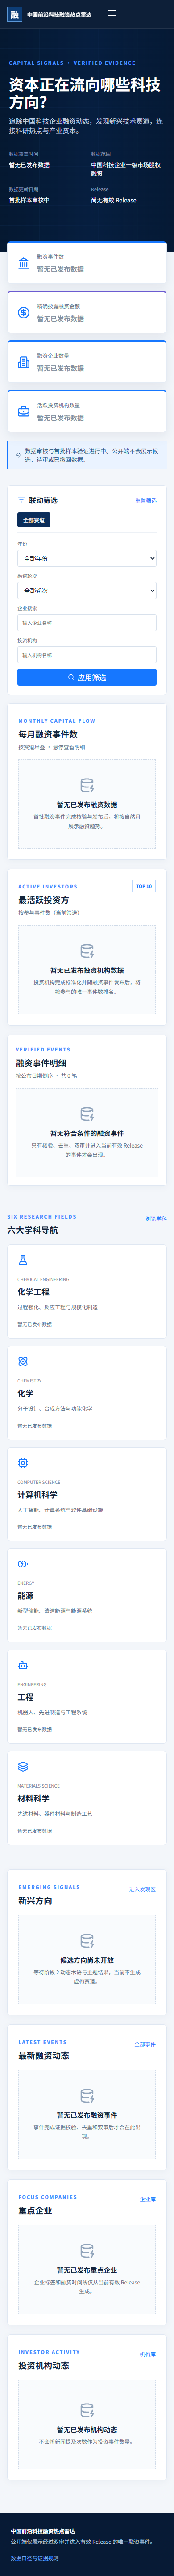 融 中国前沿科技融资热点雷达
CAPITAL SIGNALS • VERIFIED EVIDENCE
资本正在流向哪些科技
方向?
追踪中国科技企业融资动态，发现新兴技术赛道，连
接科研热点与产业资本。
数据覆盖时间
暂无已发布数据
数据范围
中国科技企业一级市场股权
融资
数据更新日期
首批样本审核中
Release
尚无有效 Release
融资事件数
暂无已发布数据
精确披露融资金额
暂无已发布数据
融资企业数量
暂无已发布数据
活跃投资机构数量
暂无已发布数据
数据审核与首批样本验证进行中。公开端不会展示候
选、待审或已撤回数据。
联动筛选
重置筛选
全部赛道
年份
全部年份
融资轮次
全部轮次
企业搜索
输入企业名称
投资机构
输入机构名称
应用筛选
MONTHLY CAPITAL FLOW
每月融资事件数
按赛道堆叠 · 悬停查看明细
暂无已发布融资数据
首批融资事件完成核验与发布后，将按自然月
展示融资趋势。
ACTIVE INVESTORS
TOP 10
最活跃投资方
按参与事件数（当前筛选）
暂无已发布投资机构数据
投资机构完成标准化并随融资事件发布后，将
按参与的唯一事件数排名。
VERIFIED EVENTS
融资事件明细
按公布日期倒序 · 共 0 笔
暂无符合条件的融资事件
只有核验、去重、双审并进入当前有效 Release
的事件才会出现。
SIX RESEARCH FIELDS
六大学科导航
浏览学科
CHEMICAL ENGINEERING
化学工程
过程强化、反应工程与规模化制造
暂无已发布数据
CHEMISTRY
化学
分子设计、合成方法与功能化学
暂无已发布数据
COMPUTER SCIENCE
计算机科学
人工智能、计算系统与软件基础设施
暂无已发布数据
ENERGY
能源
新型储能、清洁能源与能源系统
暂无已发布数据
ENGINEERING
工程
机器人、先进制造与工程系统
暂无已发布数据
MATERIALS SCIENCE
材料科学
先进材料、器件材料与制造工艺
暂无已发布数据
EMERGING SIGNALS
新兴方向
进入发现区
候选方向尚未开放
等待阶段 2 动态术语与主题结果，当前不生成
虚构赛道。
LATEST EVENTS
最新融资动态
全部事件
暂无已发布融资事件
事件完成证据核验、去重和双审后才会在此出
现。
FOCUS COMPANIES
重点企业
企业库
暂无已发布重点企业
企业标签和融资时间线仅从当前有效 Release
生成。
INVESTOR ACTIVITY
投资机构动态
机构库
暂无已发布机构动态
不会将新闻提及次数作为投资事件数量。
中国前沿科技融资热点雷达
公开端仅展示经过双审并进入有效 Release 的唯一融资事件。
数据口径与证据规则